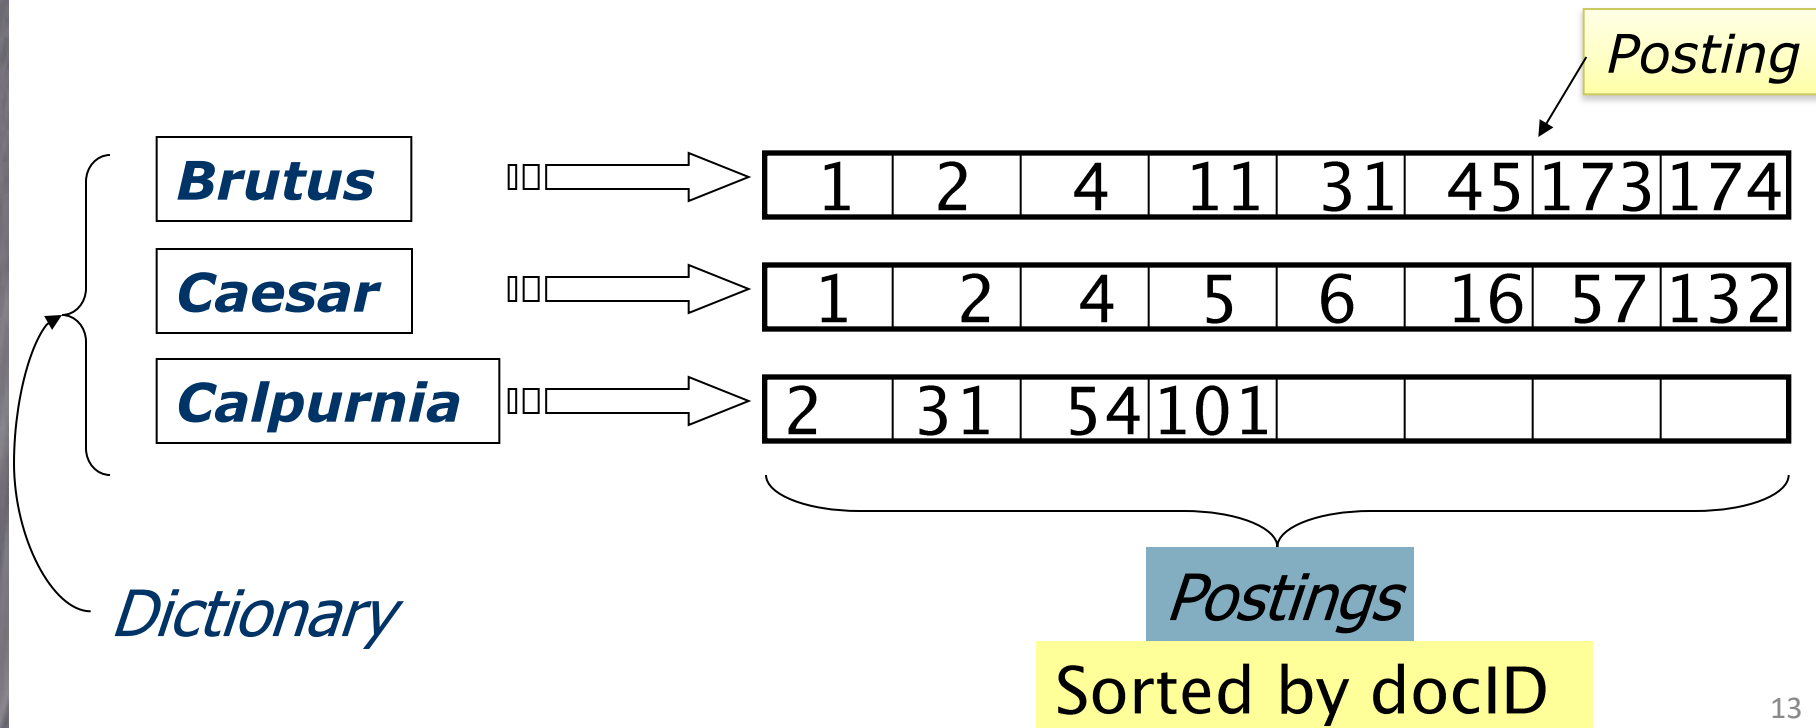 Posting
Brutus 1 2 4 11 31 45 173 174
Caesar 1 2 4 5 6 16 57 132
Calpurnia 2 31 54 101
Dictionary
Postings
Sorted by docID
13